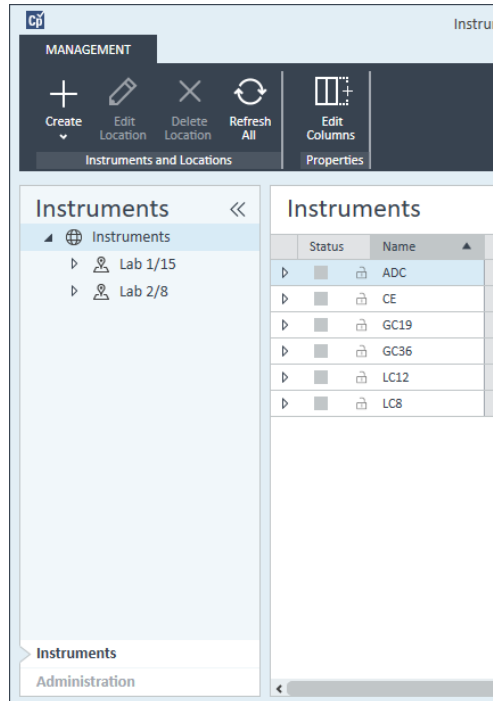 Cp
Instru
MANAGEMENT
Create
Edit Location
Delete Location
Refresh All
Instruments and Locations
Edit Columns
Properties
Instruments
Instruments
Lab 1/15
Lab 2/8
Instruments
Administration
Instruments
Status Name
ADC
CE
GC19
GC36
LC12
LC8